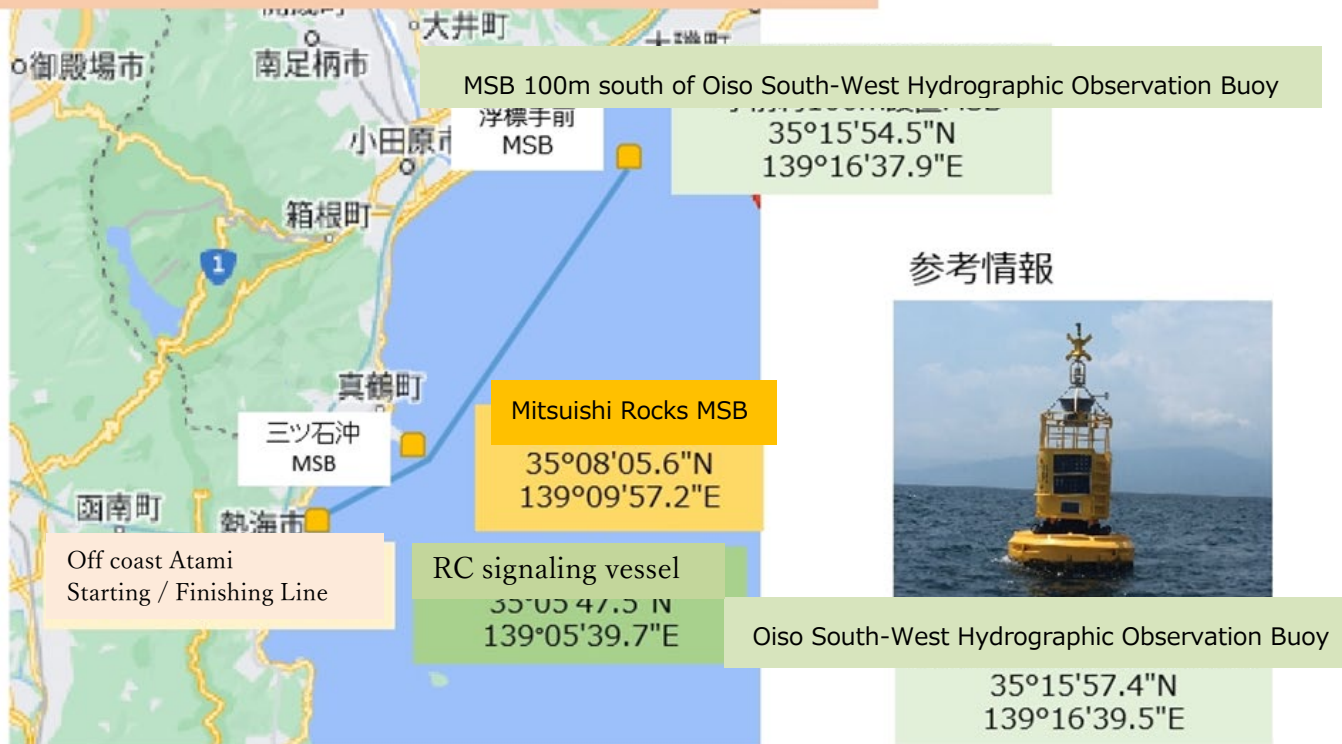 大井町
御殿場市
南足柄市
MSB 100m south of Oiso South-West Hydrographic Observation Buoy
35°15'54.5"N
139°16'37.9"E
浮標手前
MSB
小田原市
箱根町
1
参考情報
真鶴町
Mitsuishi Rocks MSB
35°08'05.6"N
139°09'57.2"E
三ツ石沖
MSB
函南町
熱海市
Off coast Atami
Starting / Finishing Line
RC signaling vessel
35°05'47.5"N
139°05'39.7"E
Oiso South-West Hydrographic Observation Buoy
35°15'57.4"N
139°16'39.5"E